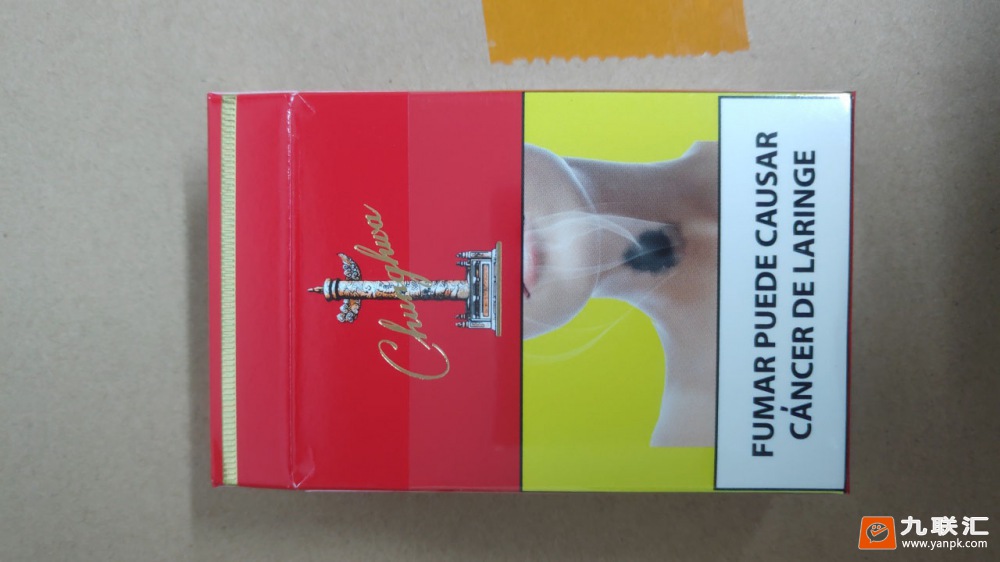 Chunghwa
FUMAR PUEDE CAUSAR
CÁNCER DE LARINGE
九联汇
www.yanpk.com